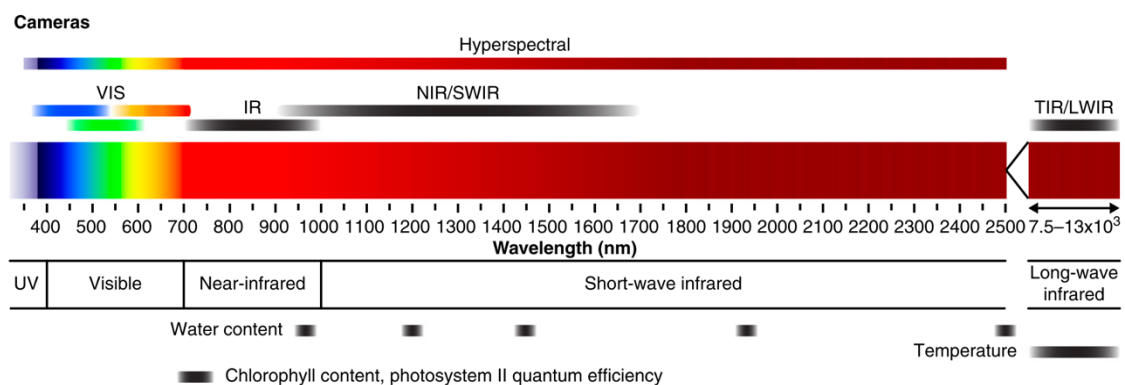 Cameras
Hyperspectral
VIS
IR
NIR/SWIR
TIR/LWIR
400 500 600 700 800 900 1000 1100 1200 1300 1400 1500 1600 1700 1800 1900 2000 2100 2200 2300 2400 2500 7.5–13x10³
Wavelength (nm)
UV Visible Near-infrared Short-wave infrared Long-wave
infrared
Water content
Temperature
Chlorophyll content, photosystem II quantum efficiency